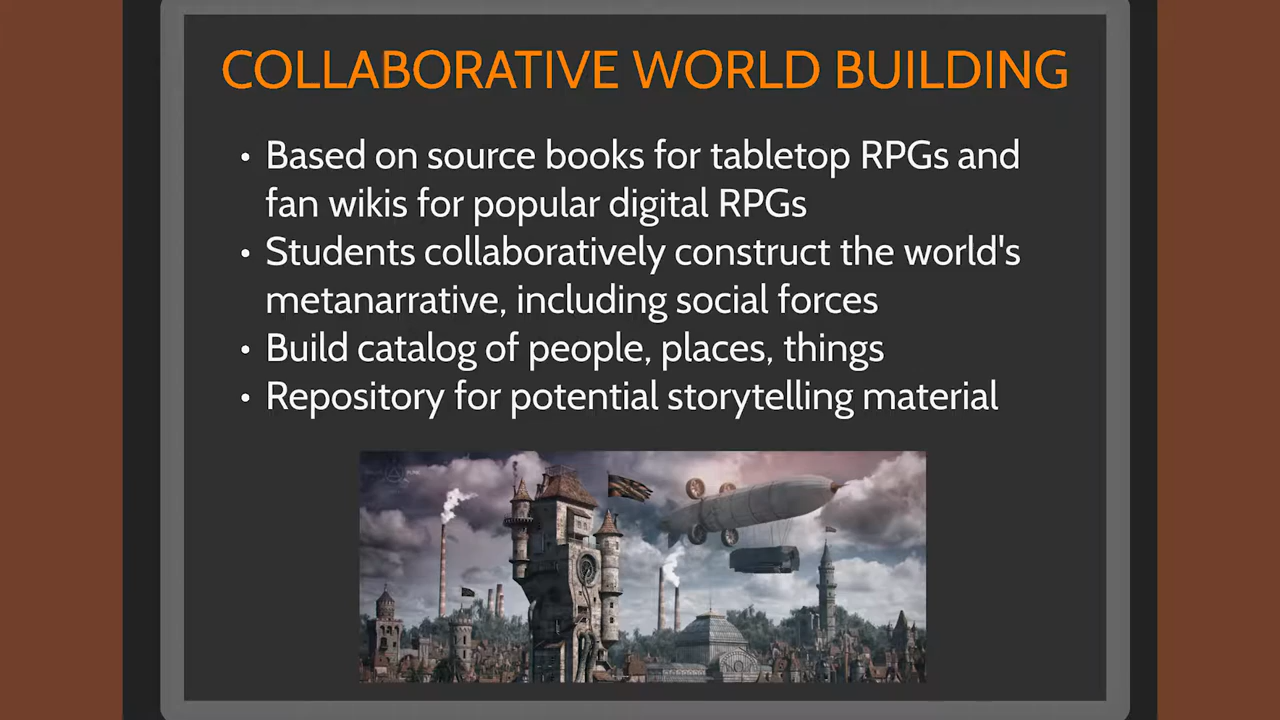 COLLABORATIVE WORLD BUILDING
• Based on source books for tabletop RPGs and
fan wikis for popular digital RPGs
• Students collaboratively construct the world's
metanarrative, including social forces
• Build catalog of people, places, things
• Repository for potential storytelling material